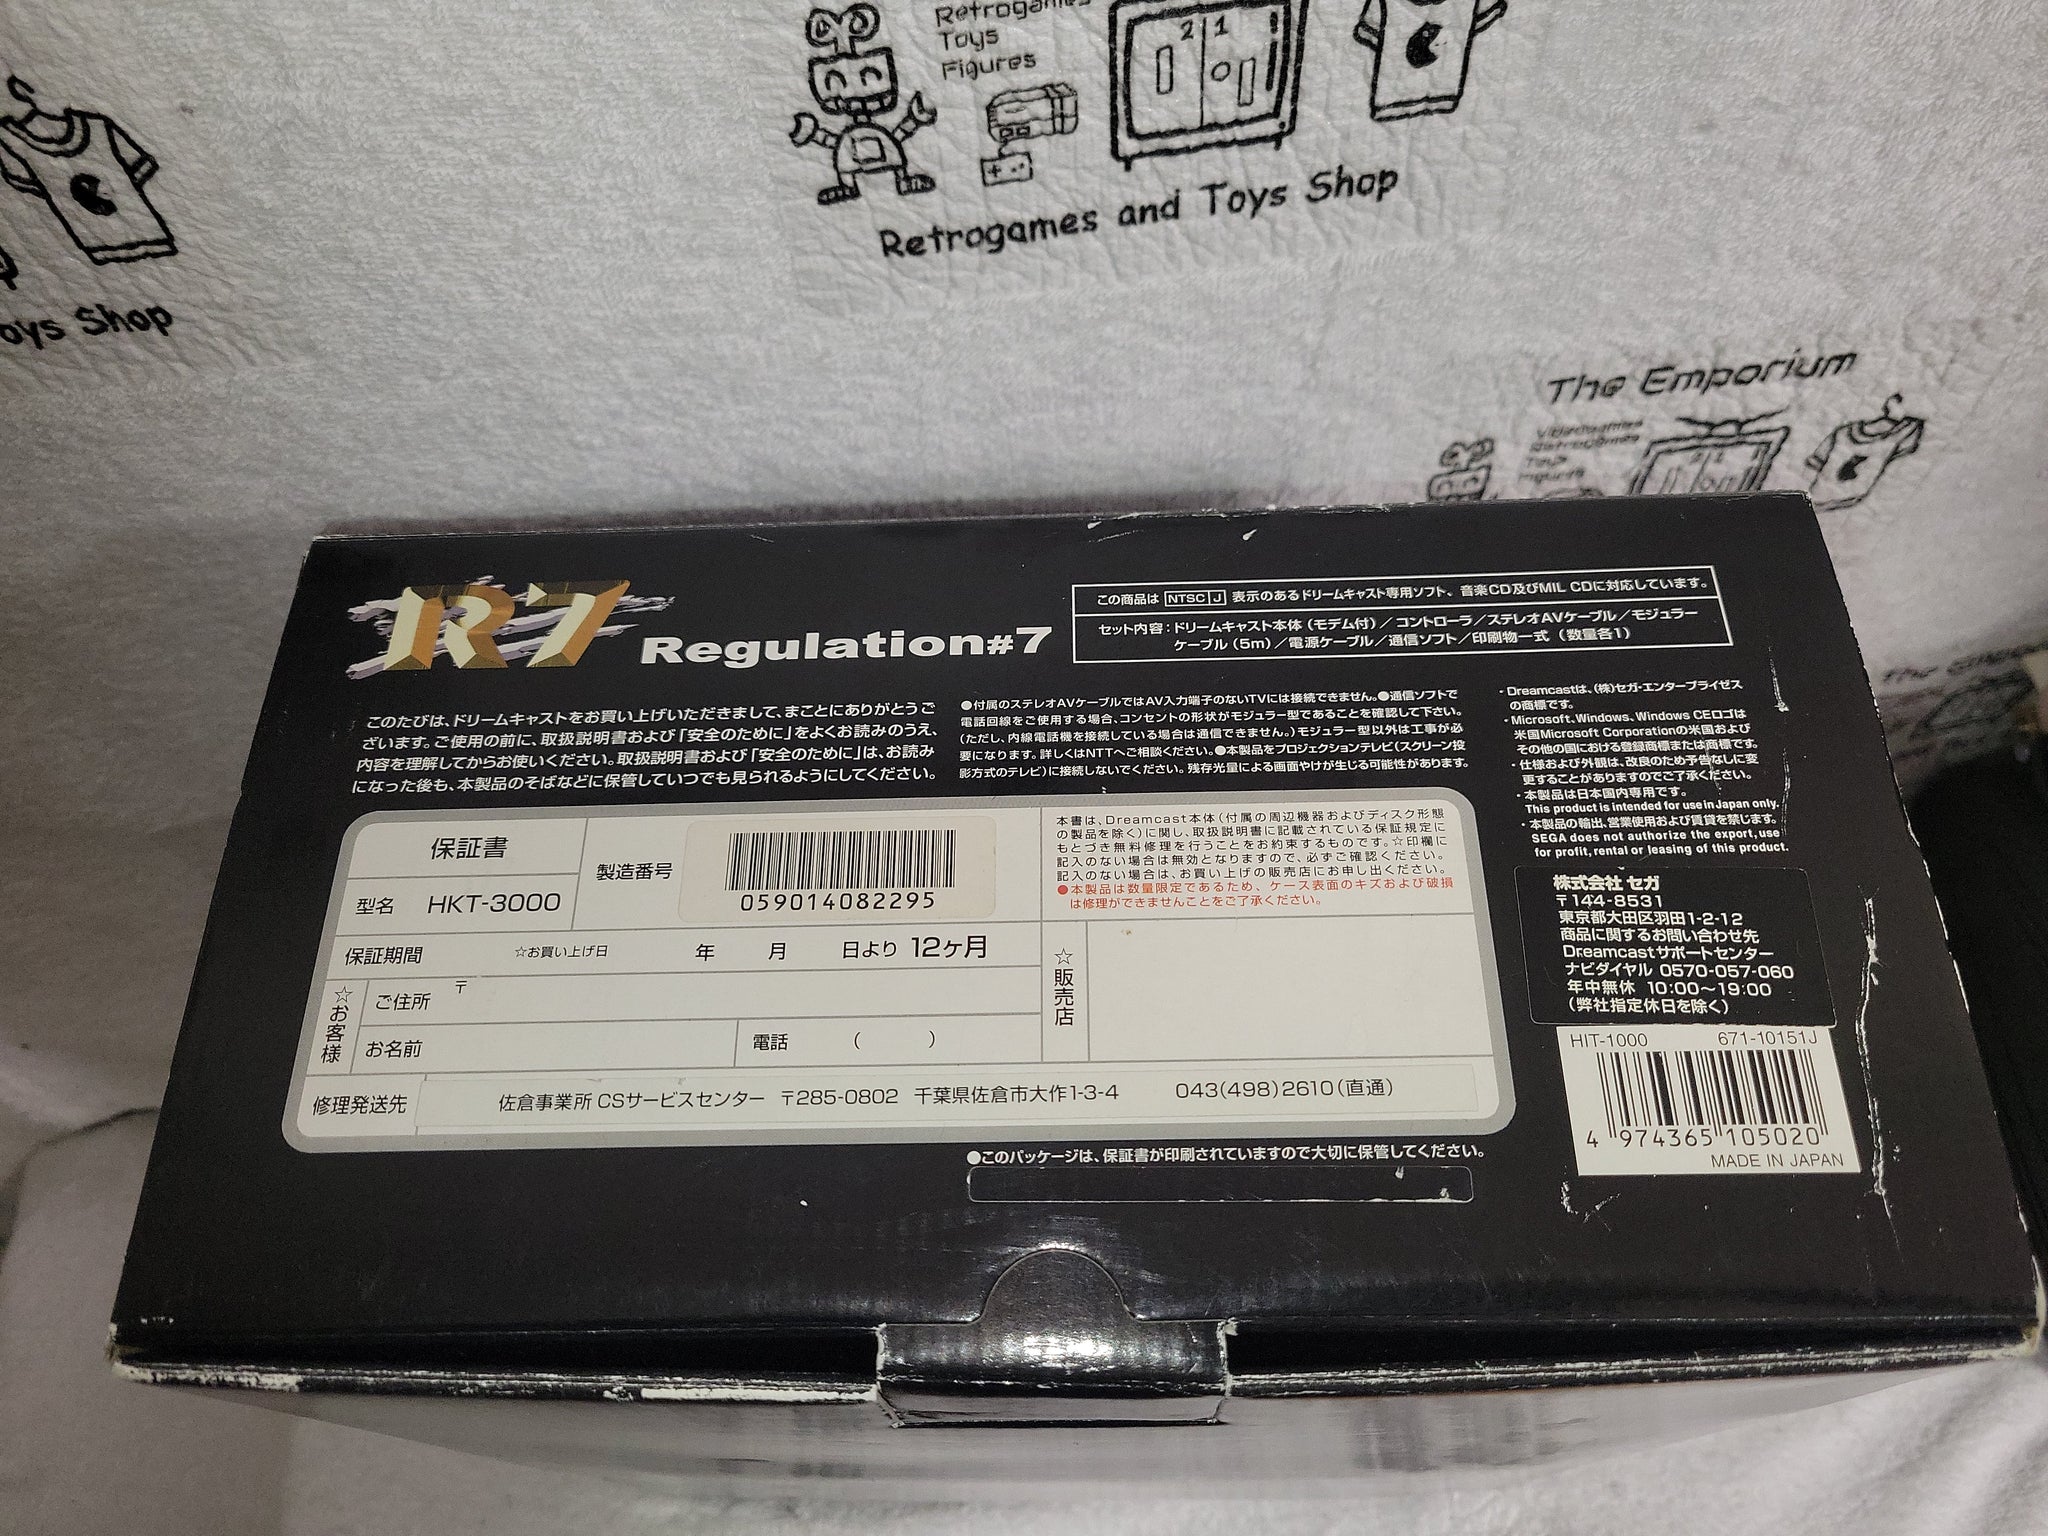 Retrogames
Toys
Figures
2 1
Retrogames and Toys Shop
oys Shop
The Emporium
Videogames
Retrogames
Toys
Figures
R7 Regulation#7
この商品は NTSC J 表示のあるドリームキャスト専用ソフト、音楽CD及びMIL CDに対応しています。
セット内容：ドリームキャスト本体（モデム付）／コントローラ／ステレオAVケーブル／モジュラー
ケーブル（5m）／電源ケーブル／通信ソフト／印刷物一式（数量各1）
このたびは、ドリームキャストをお買い上げいただきまして、まことにありがとうご
ざいます。ご使用の前に、取扱説明書および「安全のために」をよくお読みのうえ、
内容を理解してからお使いください。取扱説明書および「安全のために」は、お読み
になった後も、本製品のそばなどに保管していつでも見られるようにしてください。
●付属のステレオAVケーブルではAV入力端子のないTVには接続できません。●通信ソフトで
電話回線をご使用する場合、コンセントの形状がモジュラー型であることを確認して下さい。
（ただし、内線電話機を接続している場合は通信できません。）モジュラー型以外は工事が必
要になります。詳しくはNTTへご相談ください。●本製品をプロジェクションテレビ（スクリーン投
影方式のテレビ）に接続しないでください。残存光量による画面やけが生じる可能性があります。
・Dreamcastは、（株）セガ・エンタープライゼス
の商標です。
・Microsoft、Windows、Windows CEロゴは
米国Microsoft Corporationの米国および
その他の国における登録商標または商標です。
・仕様および外観は、改良のため予告なしに変
更することがありますのでご了承ください。
・本製品は日本国内専用です。
This product is intended for use in Japan only.
・本製品の輸出、営業使用および賃貸を禁じます。
SEGA does not authorize the export,use
for profit, rental or leasing of this product.
保証書
型名 HKT-3000
製造番号
059014082295
本書は、Dreamcast本体（付属の周辺機器およびディスク形態
の製品を除く）に関し、取扱説明書に記載されている保証規定に
もとづき無料修理を行うことをお約束するものです。☆印欄に
記入のない場合は無効となりますので、必ずご確認ください。
記入のない場合は、お買い上げの販売店にお申し出ください。
●本製品は数量限定であるため、ケース表面のキズおよび破損
は修理ができませんことをご了承ください。
保証期間 ☆お買い上げ日 年 月 日より 12ヶ月
☆お客様
ご住所 〒
お名前
電話 （ ）
☆販売店
修理発送先 佐倉事業所 CSサービスセンター 〒285-0802 千葉県佐倉市大作1-3-4 043(498)2610(直通)
株式会社 セガ
〒144-8531
東京都大田区羽田1-2-12
商品に関するお問い合わせ先
Dreamcastサポートセンター
ナビダイヤル 0570-057-060
年中無休 10:00～19:00
（弊社指定休日を除く）
HIT-1000 671-10151J
4 974365 105020
MADE IN JAPAN
●このパッケージは、保証書が印刷されていますので大切に保管してください。